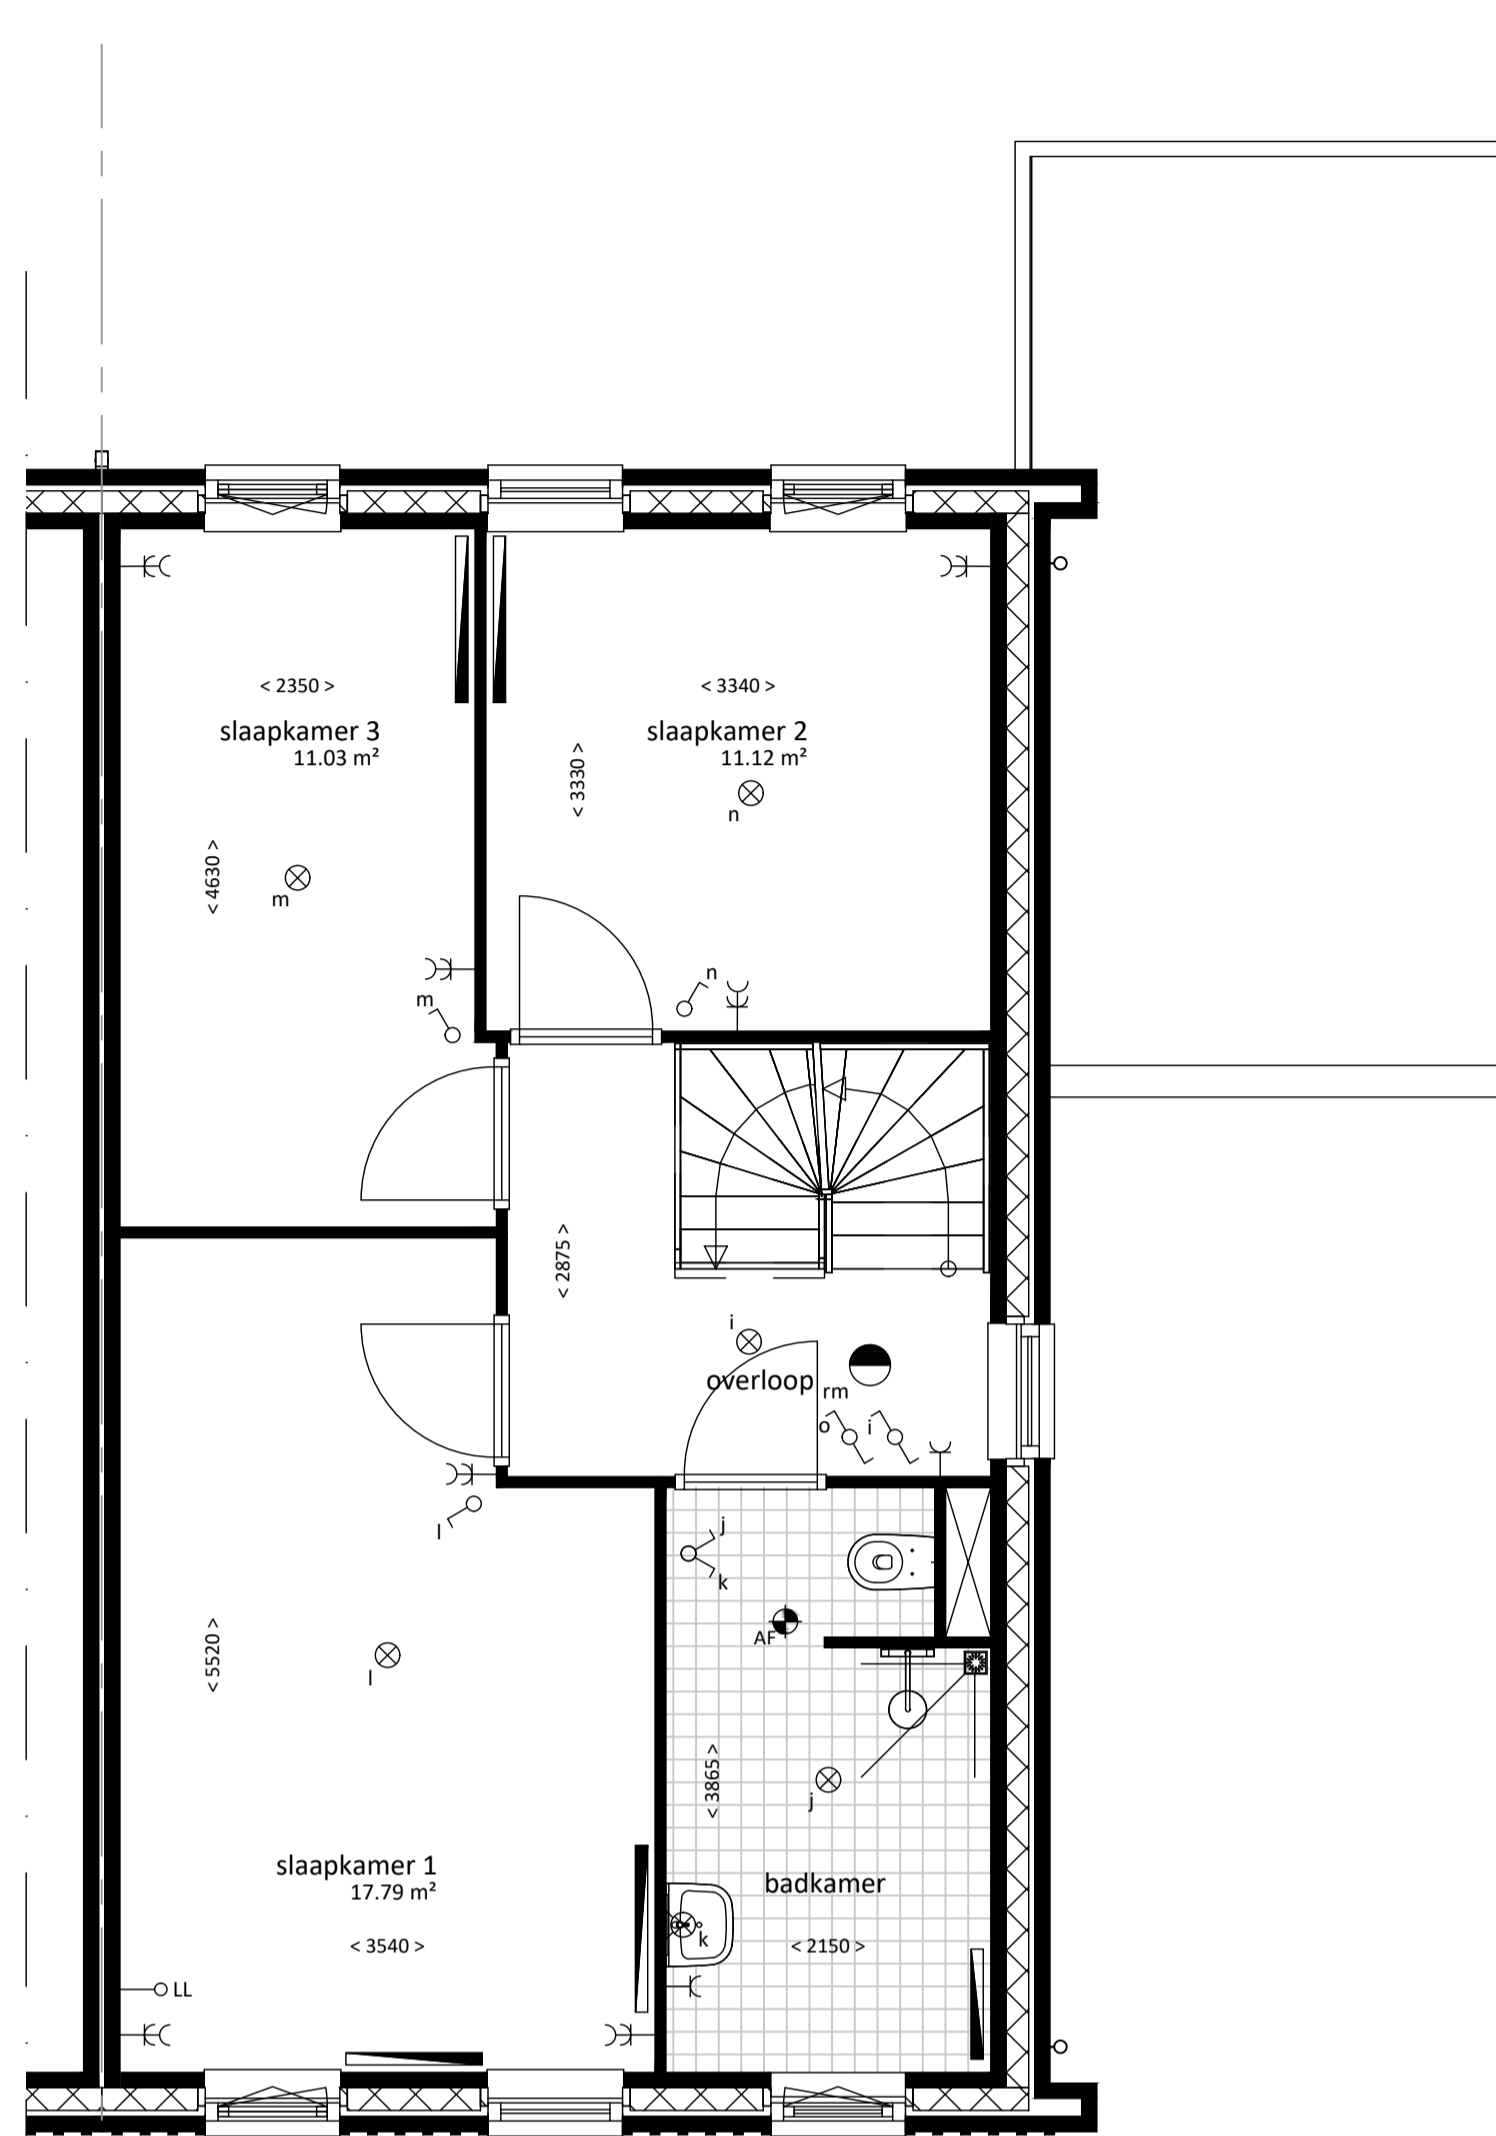 < 2350 >
slaapkamer 3
11.03 m²
< 4630 >
m
m
< 3340 >
slaapkamer 2
11.12 m²
< 3330 >
n
n
< 2875 >
i
overloop
rm
o
i
l
j
k
AF
< 5520 >
l
< 3865 >
j
slaapkamer 1
17.79 m²
< 3540 >
badkamer
< 2150 >
k
LL